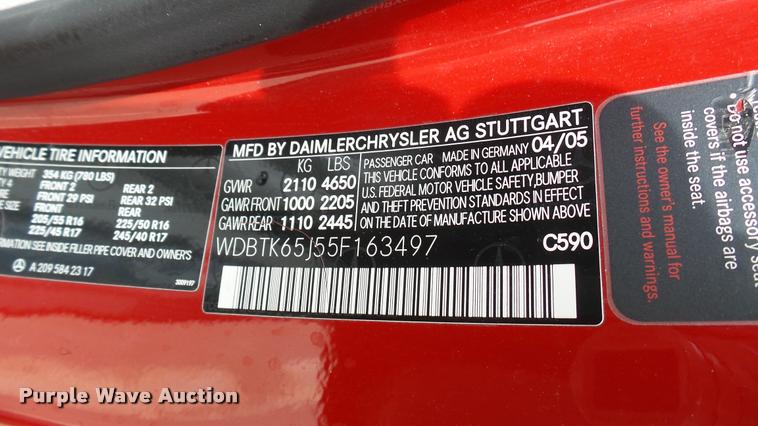 VEHICLE TIRE INFORMATION
WEIGHT 354 KG (780 LBS)
FRONT 2 REAR 2
FRONT 29 PSI REAR 32 PSI
FRONT REAR
205/55 R16 225/50 R16
225/45 R17 245/40 R17
SEE INSIDE FILLER PIPE COVER AND OWNER'S
A 209 584 23 17
3009197
MFD BY DAIMLERCHRYSLER AG STUTTGART
KG LBS
GVWR 2110 4650
GAWR FRONT 1000 2205
GAWR REAR 1110 2445
PASSENGER CAR MADE IN GERMANY 04/05
THIS VEHICLE CONFORMS TO ALL APPLICABLE
U.S. FEDERAL MOTOR VEHICLE SAFETY, BUMPER
AND THEFT PREVENTION STANDARDS IN EFFECT
ON THE DATE OF MANUFACTURE SHOWN ABOVE
WDBTK65J55F163497 C590
Do not use accessory seat
covers if the airbags are
inside the seat.
See the owner's manual for
further instructions and warnings.
Purple Wave Auction